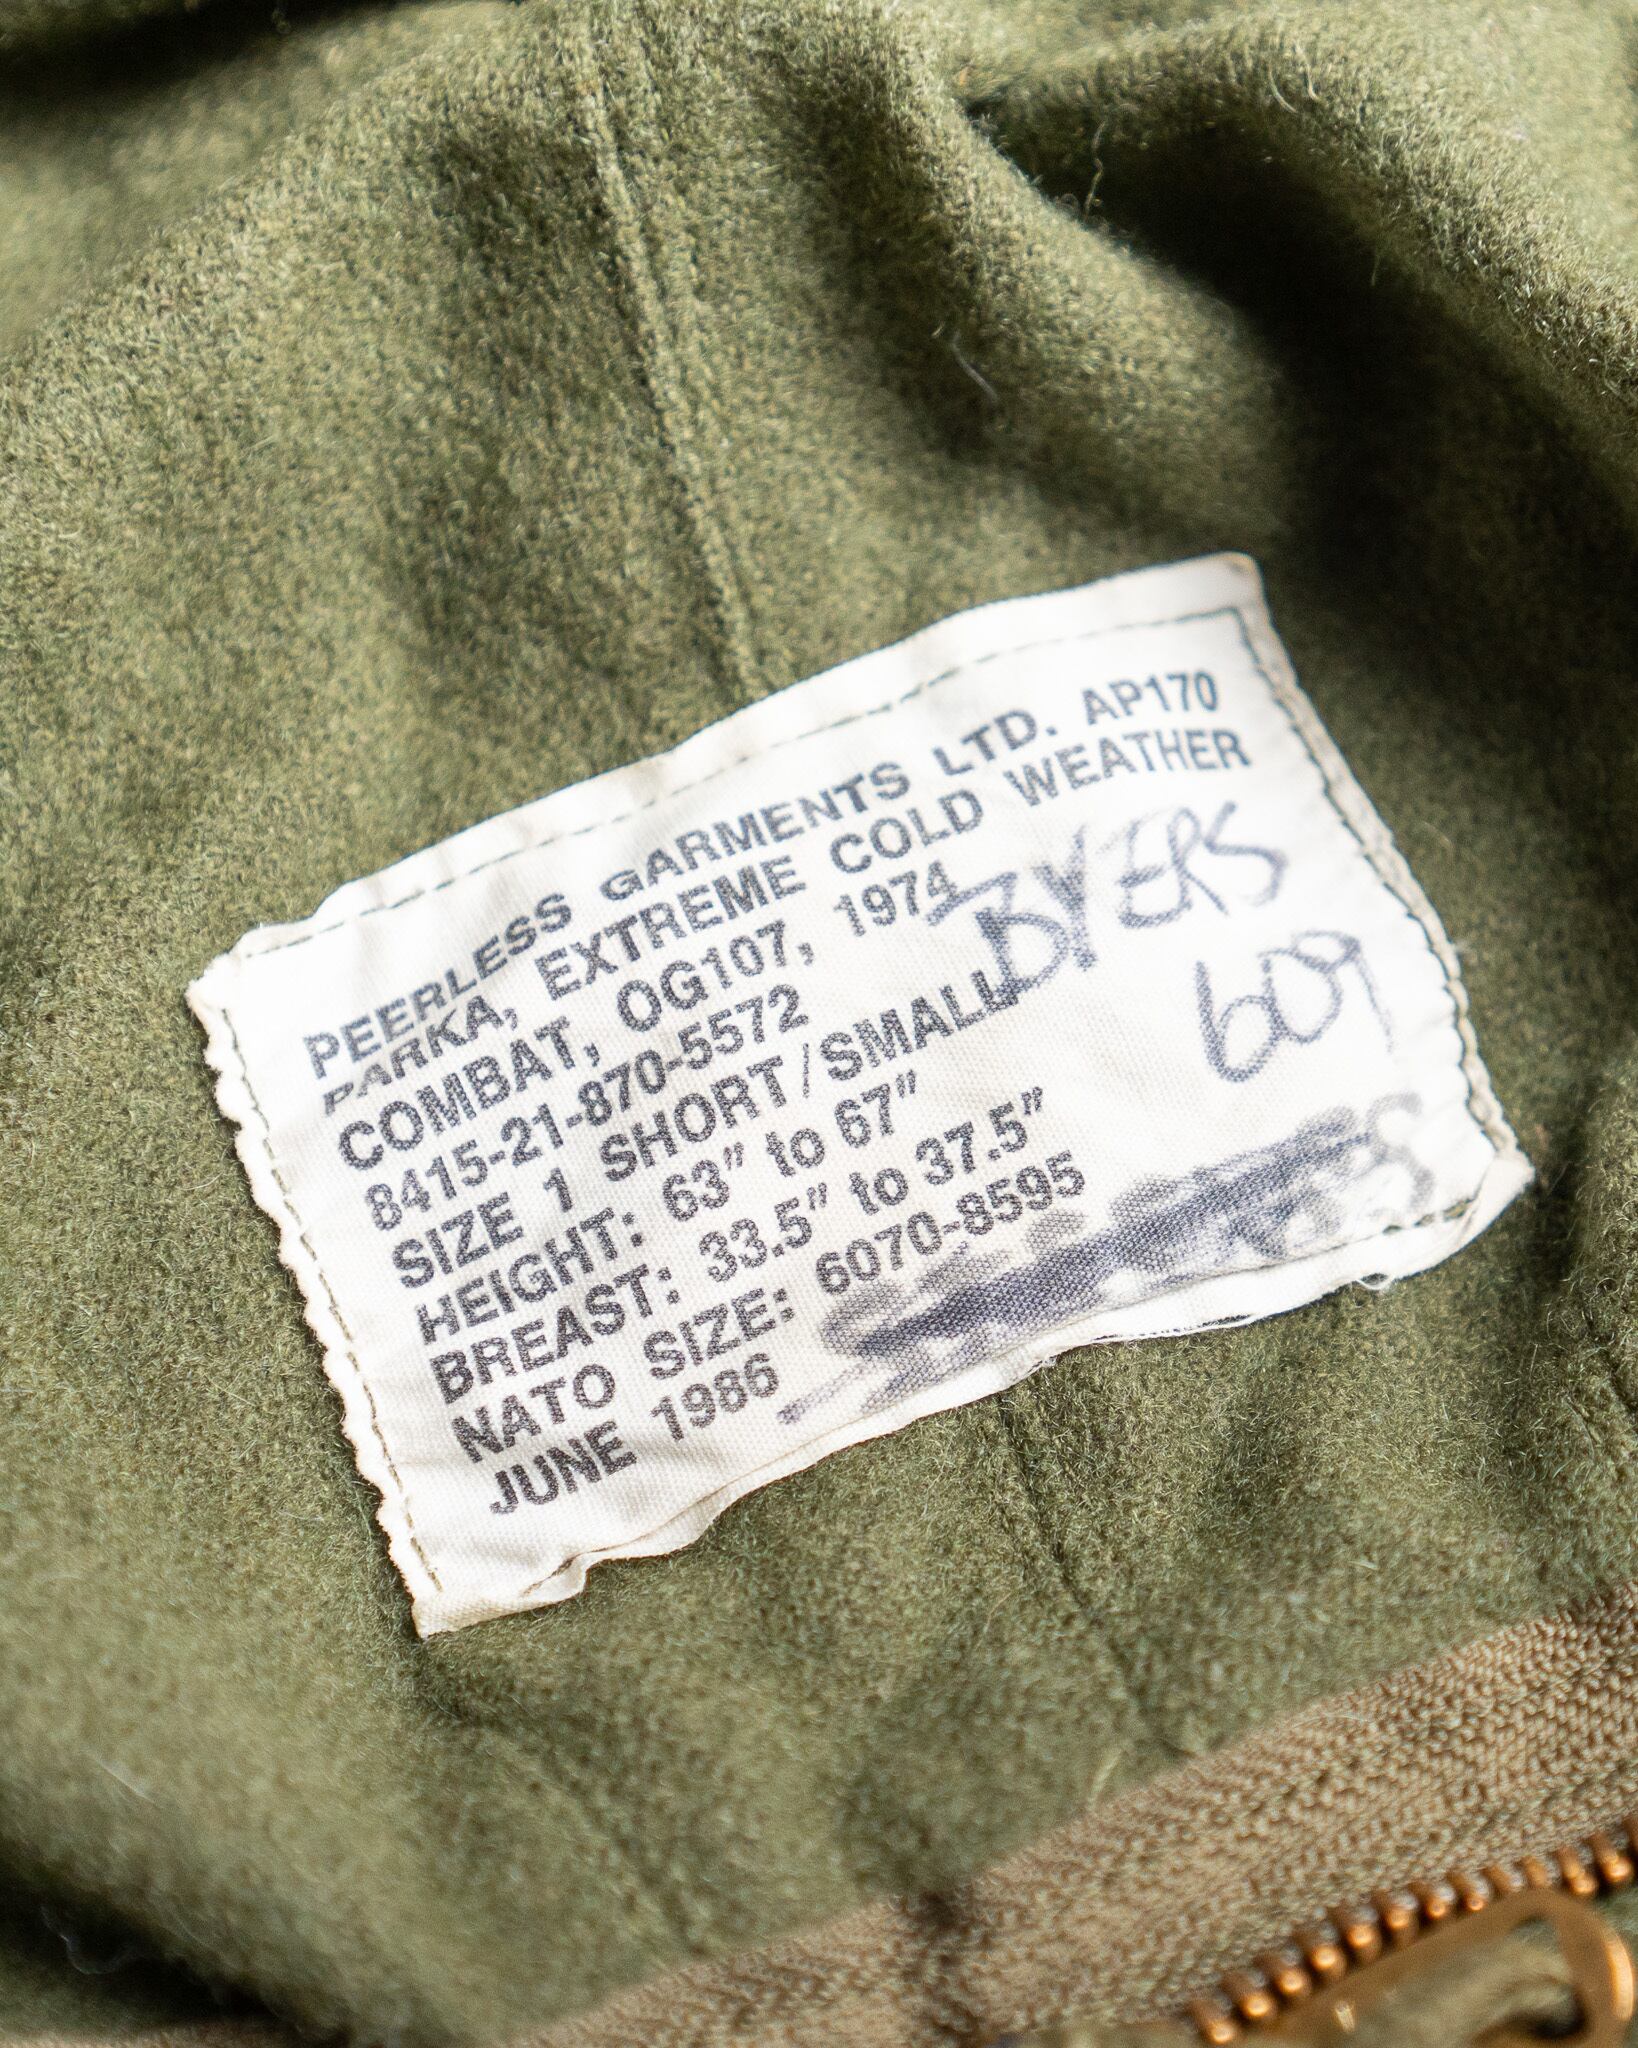 PEERLESS GARMENTS LTD. AP170
PARKA, EXTREME COLD WEATHER
COMBAT, OG107, 1974
BYERS
8415-21-870-5572
609
SIZE 1 SHORT/SMALL
HEIGHT: 63" to 67"
BREAST: 33.5" to 37.5"
NATO SIZE: 6070-8595
JUNE 1986